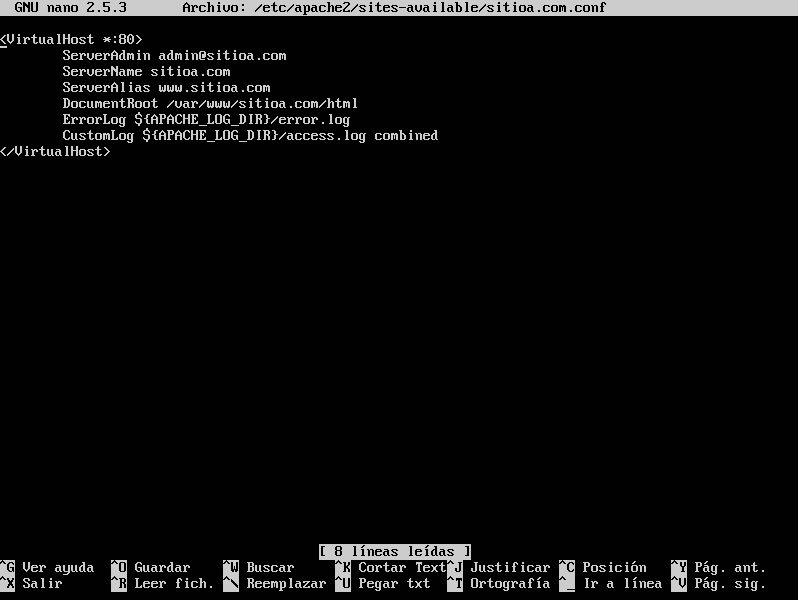 GNU nano 2.5.3 Archivo: /etc/apache2/sites-available/sitioa.com.conf
<VirtualHost *:80>
ServerAdmin admin@sitioa.com
ServerName sitioa.com
ServerAlias www.sitioa.com
DocumentRoot /var/www/sitioa.com/html
ErrorLog ${APACHE_LOG_DIR}/error.log
CustomLog ${APACHE_LOG_DIR}/access.log combined
</VirtualHost>
[ 8 líneas leídas ]
^G Ver ayuda ^O Guardar ^W Buscar ^K Cortar Text^J Justificar ^C Posición ^Y Pág. ant.
^X Salir ^R Leer fich. ^\ Reemplazar ^U Pegar txt ^T Ortografía ^_ Ir a línea ^V Pág. sig.